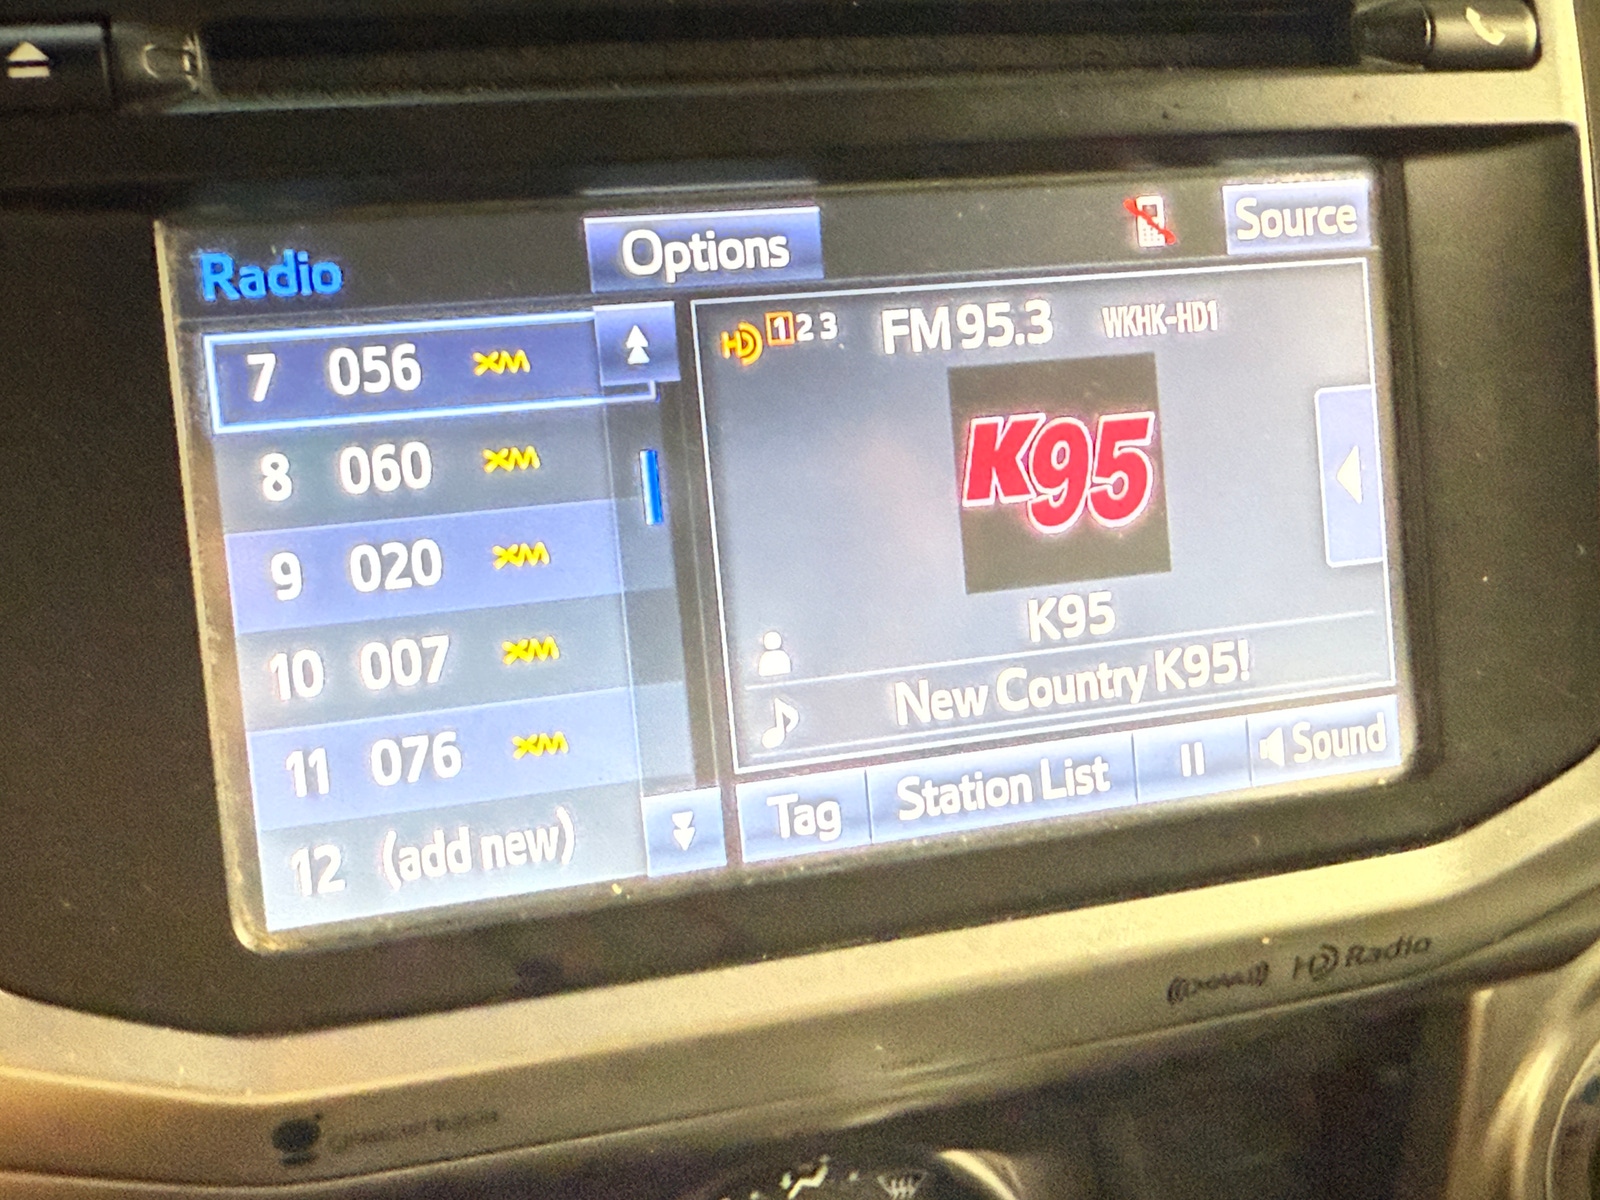 Radio
Options
Source
7 056 XM
8 060 XM
9 020 XM
10 007 XM
11 076 XM
12 (add new)
HD 1 2 3 FM 95.3 WKHK-HD1
K95
K95
New Country K95!
Tag
Station List
Sound
HD Radio